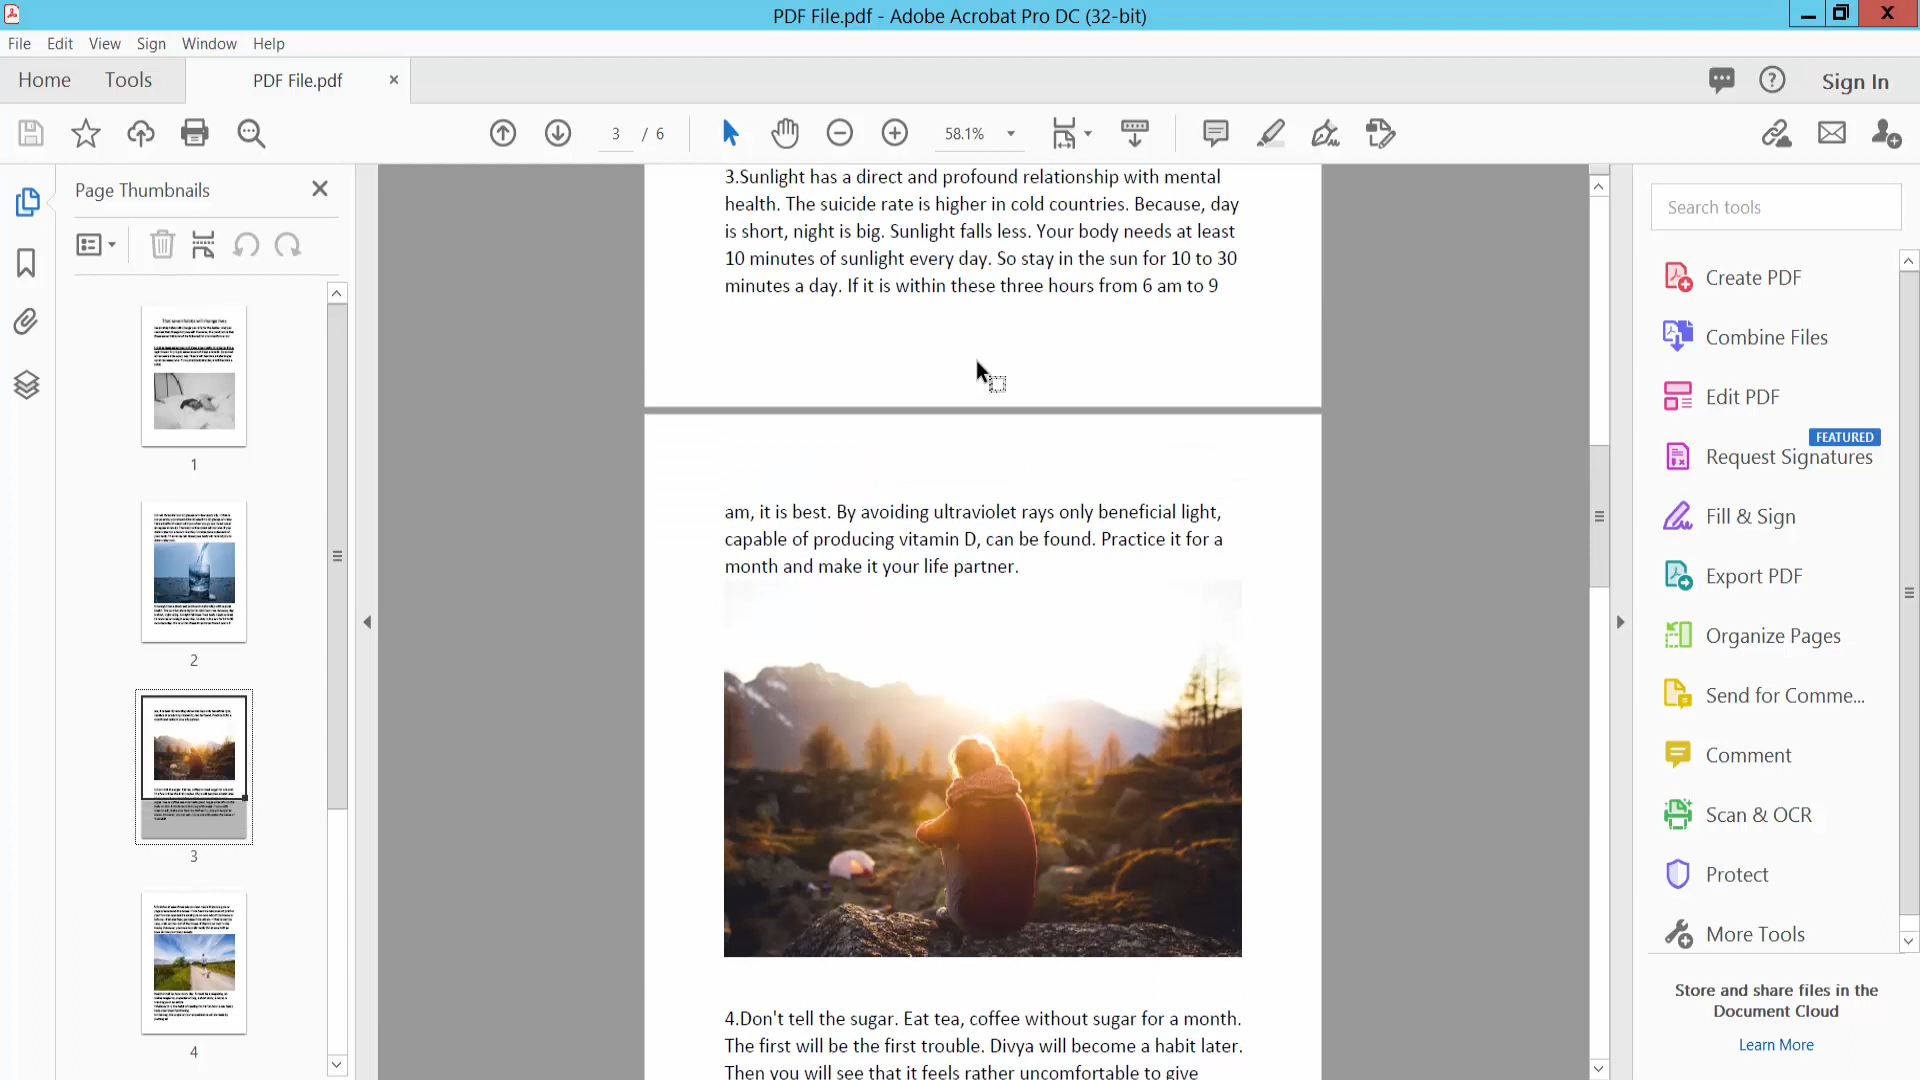 PDF File.pdf - Adobe Acrobat Pro DC (32-bit)
File Edit View Sign Window Help
Home Tools PDF File.pdf × Sign In
3 / 6 58.1%
Page Thumbnails
1
2
3
4
3.Sunlight has a direct and profound relationship with mental
health. The suicide rate is higher in cold countries. Because, day
is short, night is big. Sunlight falls less. Your body needs at least
10 minutes of sunlight every day. So stay in the sun for 10 to 30
minutes a day. If it is within these three hours from 6 am to 9
am, it is best. By avoiding ultraviolet rays only beneficial light,
capable of producing vitamin D, can be found. Practice it for a
month and make it your life partner.
4.Don't tell the sugar. Eat tea, coffee without sugar for a month.
The first will be the first trouble. Divya will become a habit later.
Then you will see that it feels rather uncomfortable to give
Search tools
Create PDF
Combine Files
Edit PDF
FEATURED
Request Signatures
Fill & Sign
Export PDF
Organize Pages
Send for Comme...
Comment
Scan & OCR
Protect
More Tools
Store and share files in the
Document Cloud
Learn More